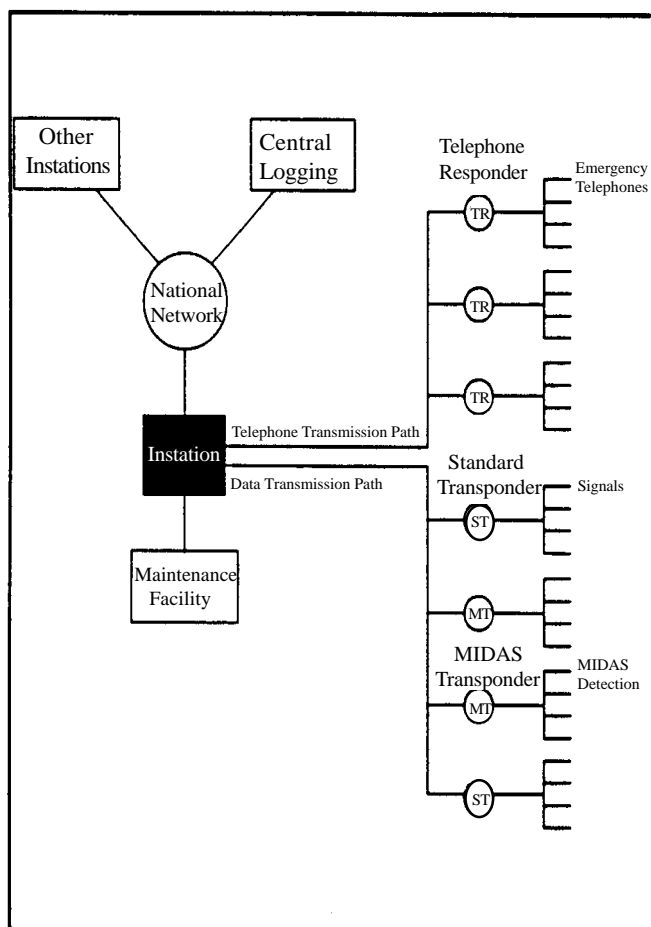 Other
Instations
Central
Logging
National
Network
Instation
Maintenance
Facility
Telephone Transmission Path
Data Transmission Path
Telephone
Responder
Emergency
Telephones
TR
TR
TR
Standard
Transponder
Signals
ST
MT
MIDAS
Transponder
MIDAS
Detection
MT
ST